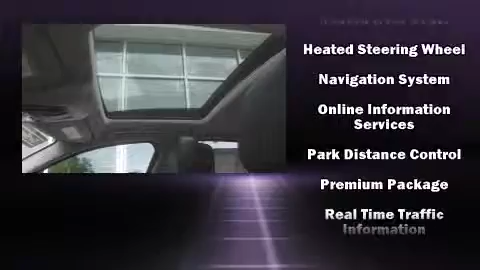 Heated Steering Wheel
Navigation System
Online Information
Services
Park Distance Control
Premium Package
Real Time Traffic
Information